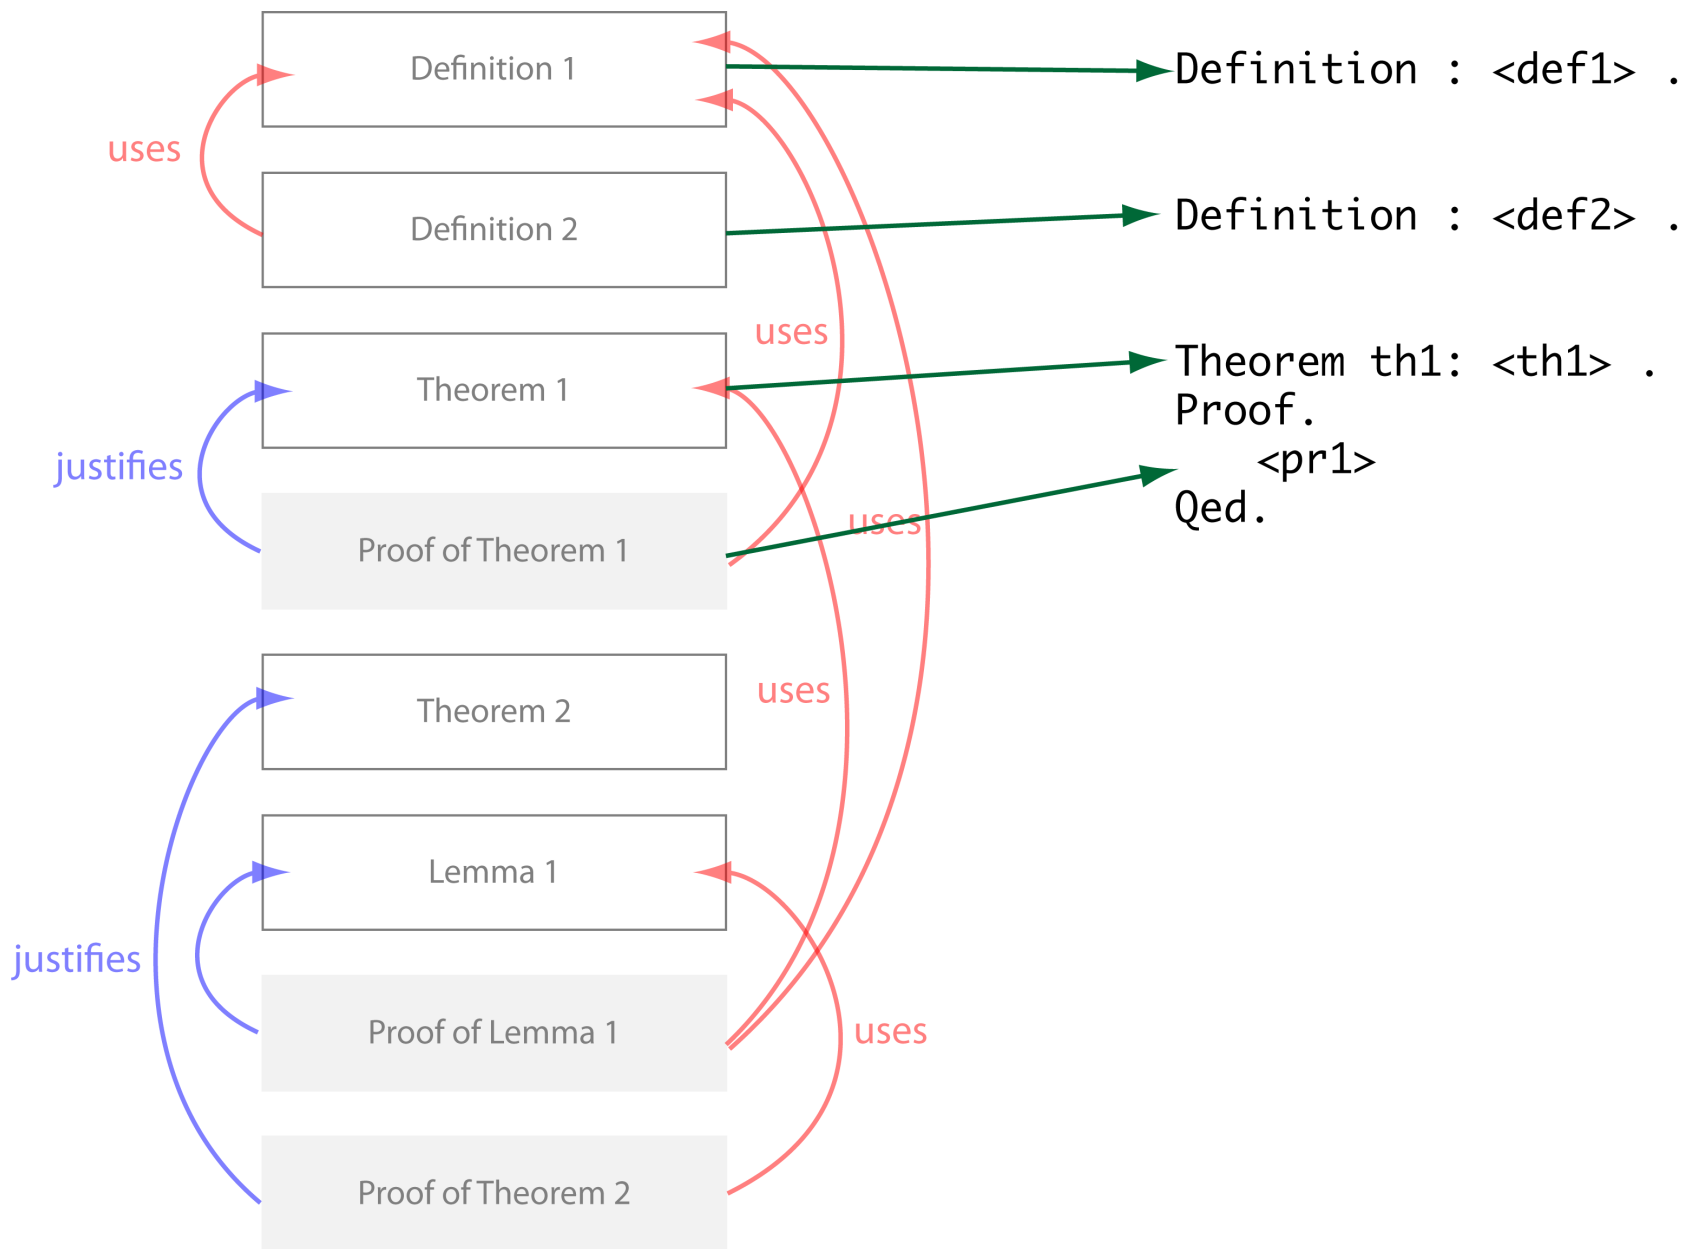 Definition 1
Definition : <def1> .
uses
Definition 2
Definition : <def2> .
uses
Theorem 1
Theorem th1: <th1> .
Proof.
<pr1>
Qed.
justifies
uses
Proof of Theorem 1
uses
Theorem 2
Lemma 1
justifies
Proof of Lemma 1
uses
Proof of Theorem 2